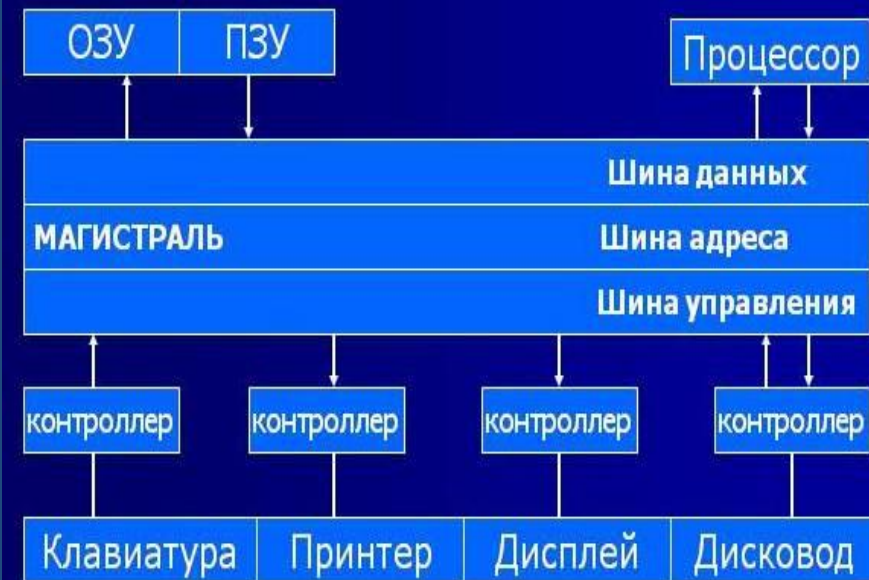 ОЗУ ПЗУ
Процессор
Шина данных
МАГИСТРАЛЬ Шина адреса
Шина управления
контроллер контроллер контроллер контроллер
Клавиатура Принтер Дисплей Дисковод